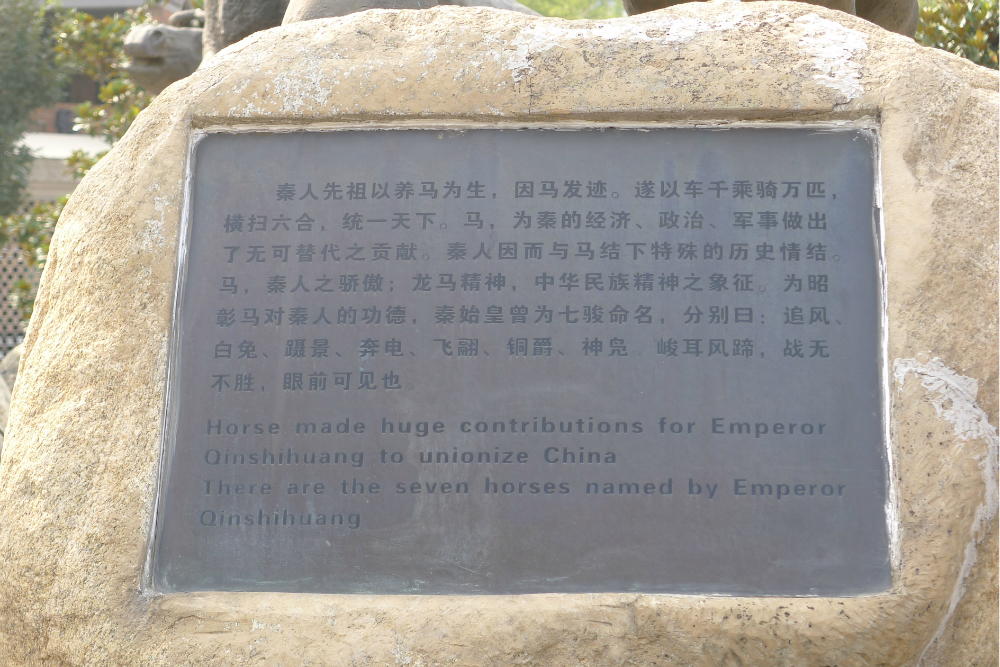 秦人先祖以养马为生，因马发迹。遂以车千乘骑万匹，
横扫六合，统一天下。马，为秦的经济、政治、军事做出
了无可替代之贡献。秦人因而与马结下特殊的历史情结。
马，秦人之骄傲；龙马精神，中华民族精神之象征。为昭
彰马对秦人的功德，秦始皇曾为七骏命名，分别曰：追风、
白兔、蹑景、奔电、飞翮、铜爵、神凫。峻耳风蹄，战无
不胜，眼前可见也。
Horse made huge contributions for Emperor
Qinshihuang to unionize China
There are the seven horses named by Emperor
Qinshihuang